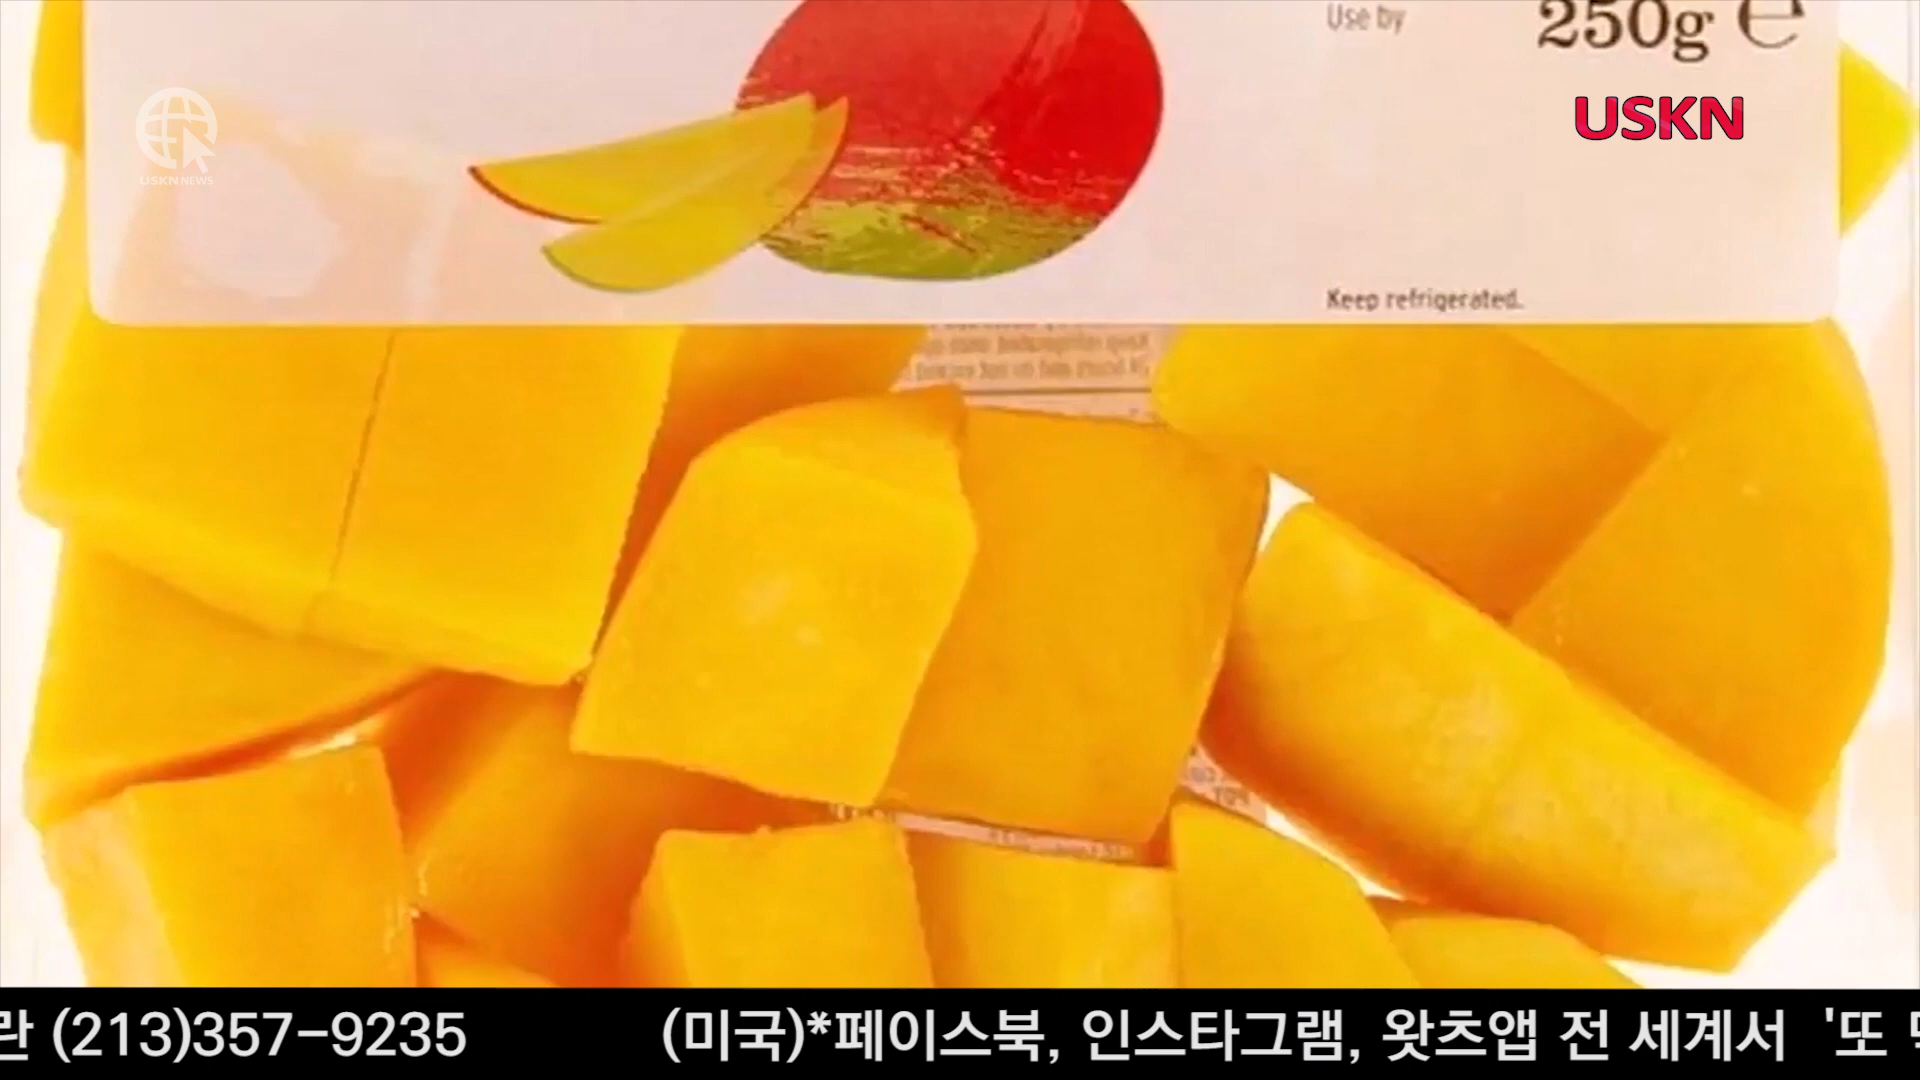 Use by
250g e
USKN
USKN NEWS
Keep refrigerated.
란 (213)357-9235 (미국)*페이스북, 인스타그램, 왓츠앱 전 세계서 '또